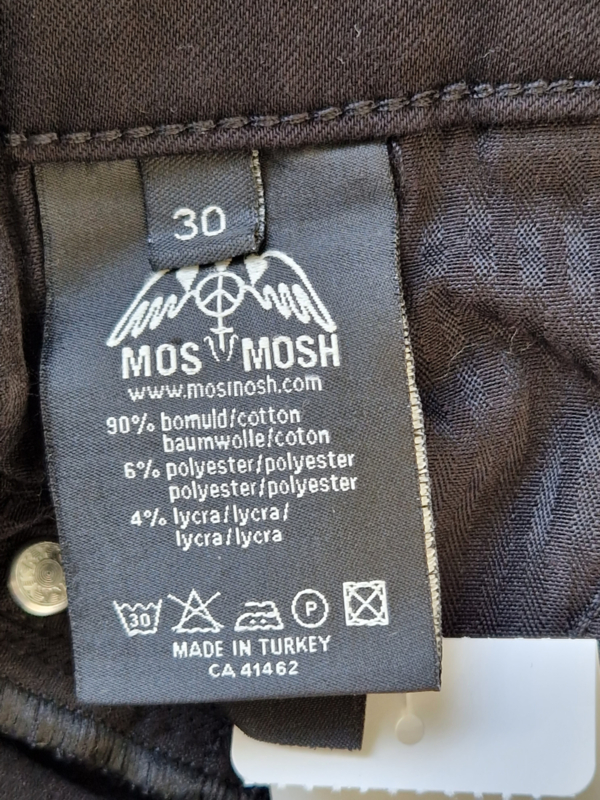 30
MOS MOSH
www.mosmosh.com
90% bomuld/cotton
baumwolle/coton
6% polyester/polyester
polyester/polyester
4% lycra/lycra/
lycra/lycra
30 P
MADE IN TURKEY
CA 41462